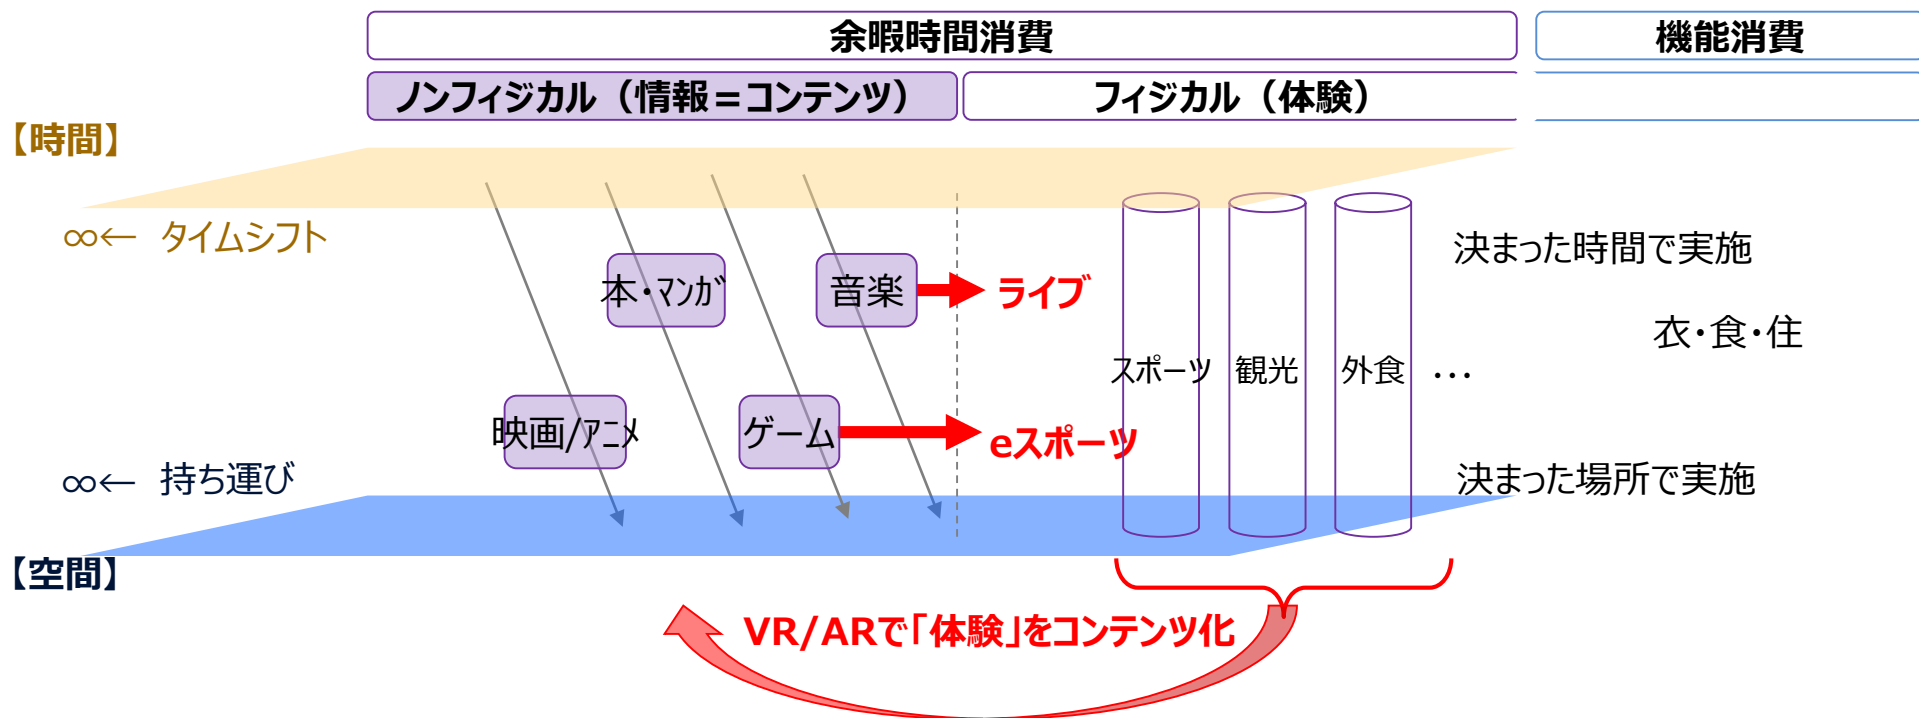 余暇時間消費
機能消費
ノンフィジカル（情報＝コンテンツ）
フィジカル（体験）
【時間】
∞← タイムシフト
決まった時間で実施
本・マンガ
音楽
ライブ
衣・食・住
スポーツ
観光
外食
・・・
映画/アニメ
ゲーム
eスポーツ
∞← 持ち運び
決まった場所で実施
【空間】
VR/ARで「体験」をコンテンツ化